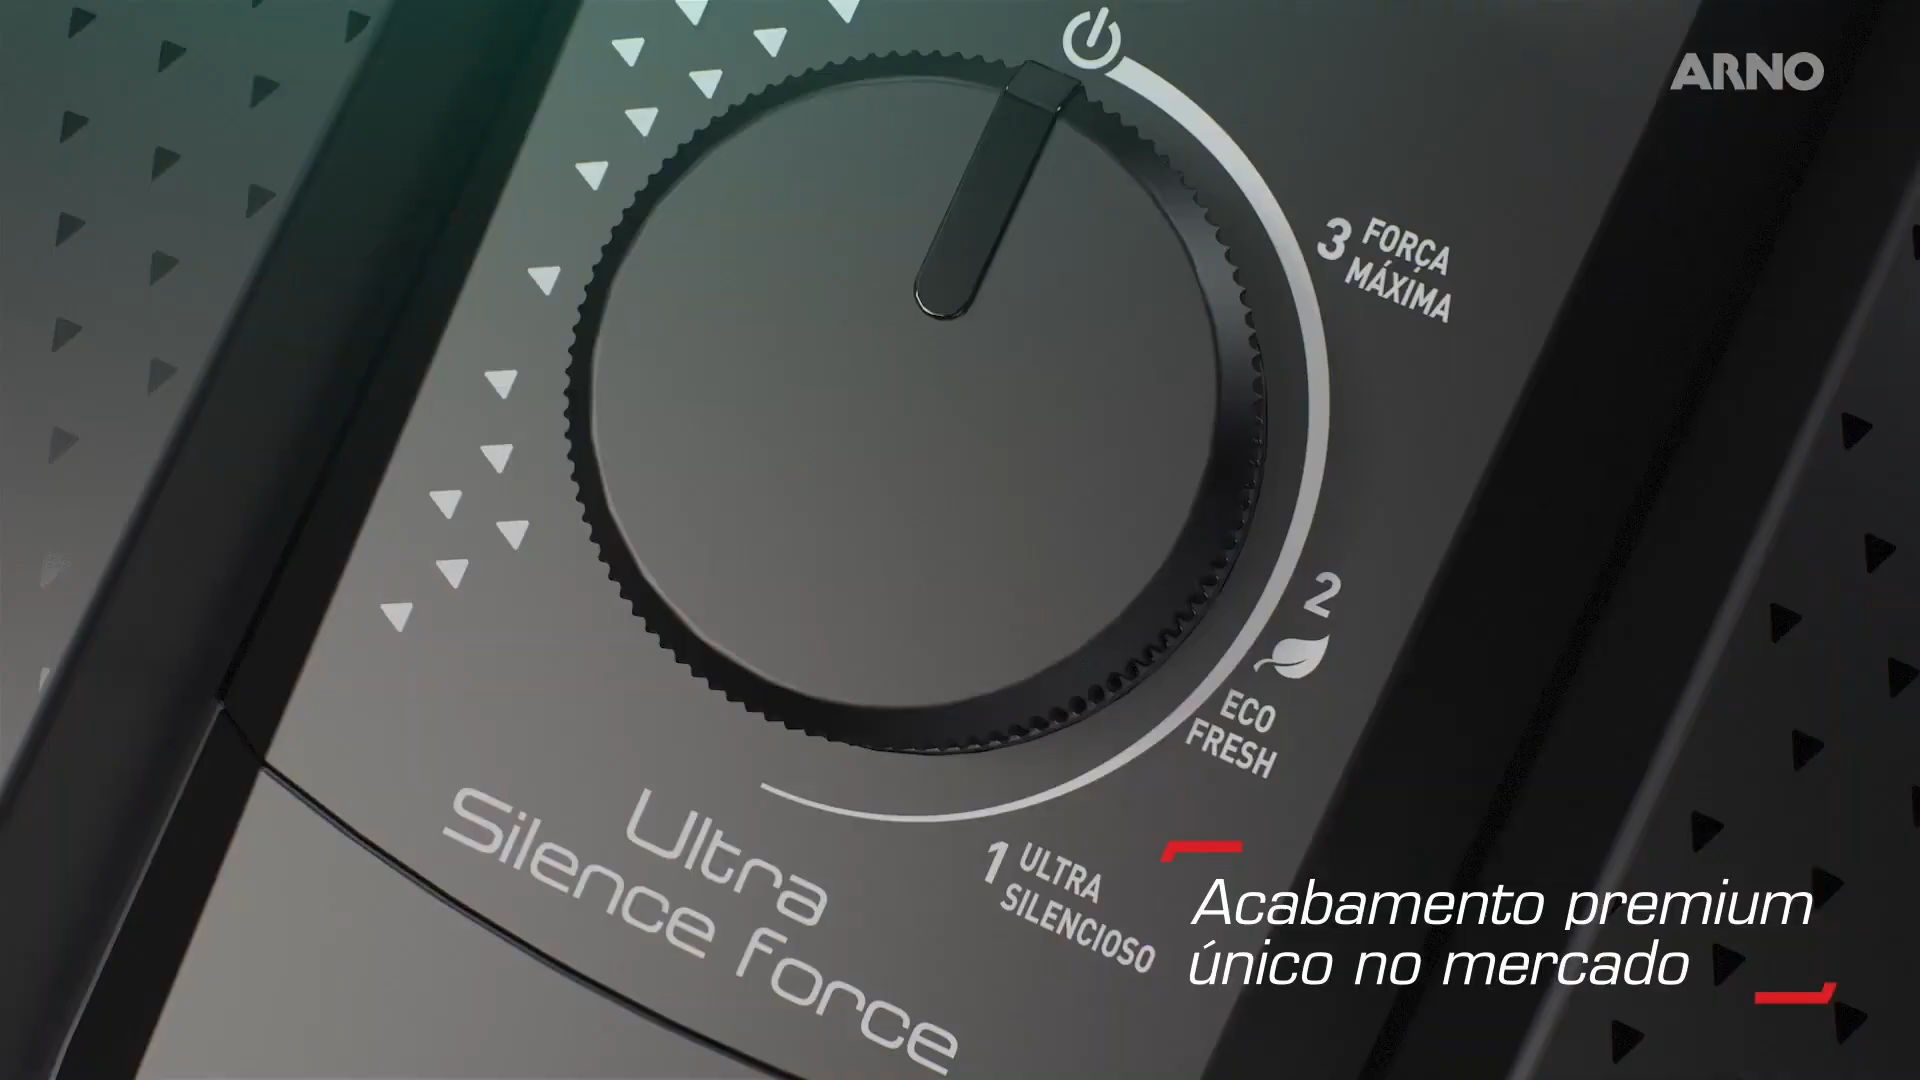 ARNO
3 FORÇA
MÁXIMA
2
ECO
FRESH
1 ULTRA
SILENCIOSO
Ultra
Silence Force
Acabamento premium
único no mercado